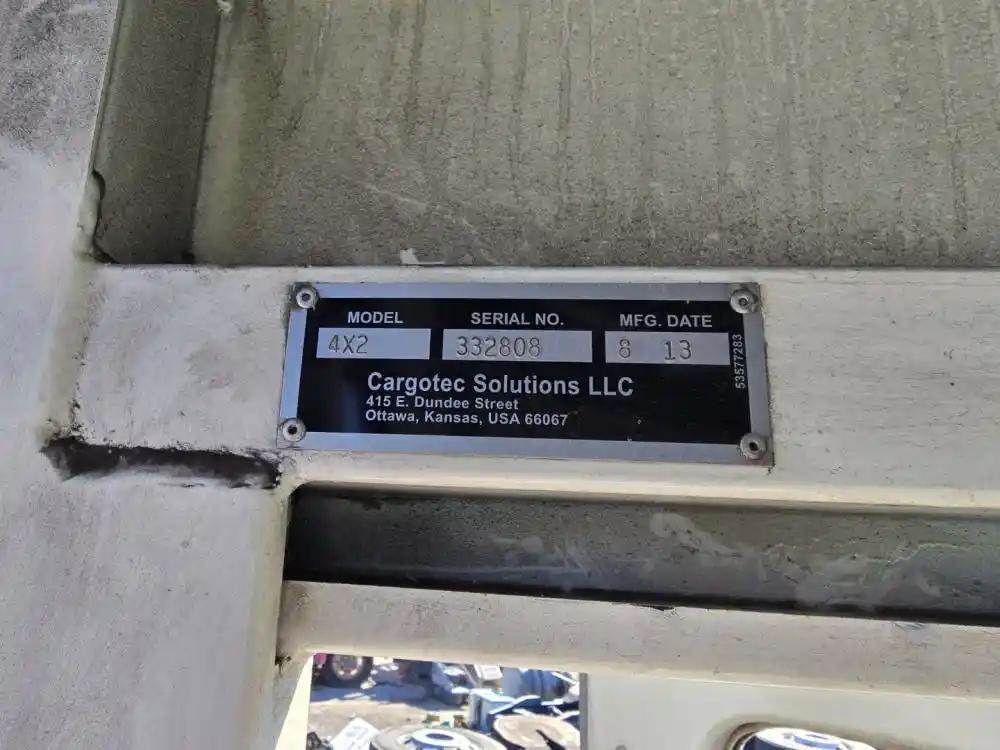 MODEL SERIAL NO. MFG. DATE
4X2 332808 8 13
Cargotec Solutions LLC
415 E. Dundee Street
Ottawa, Kansas, USA 66067
53577283